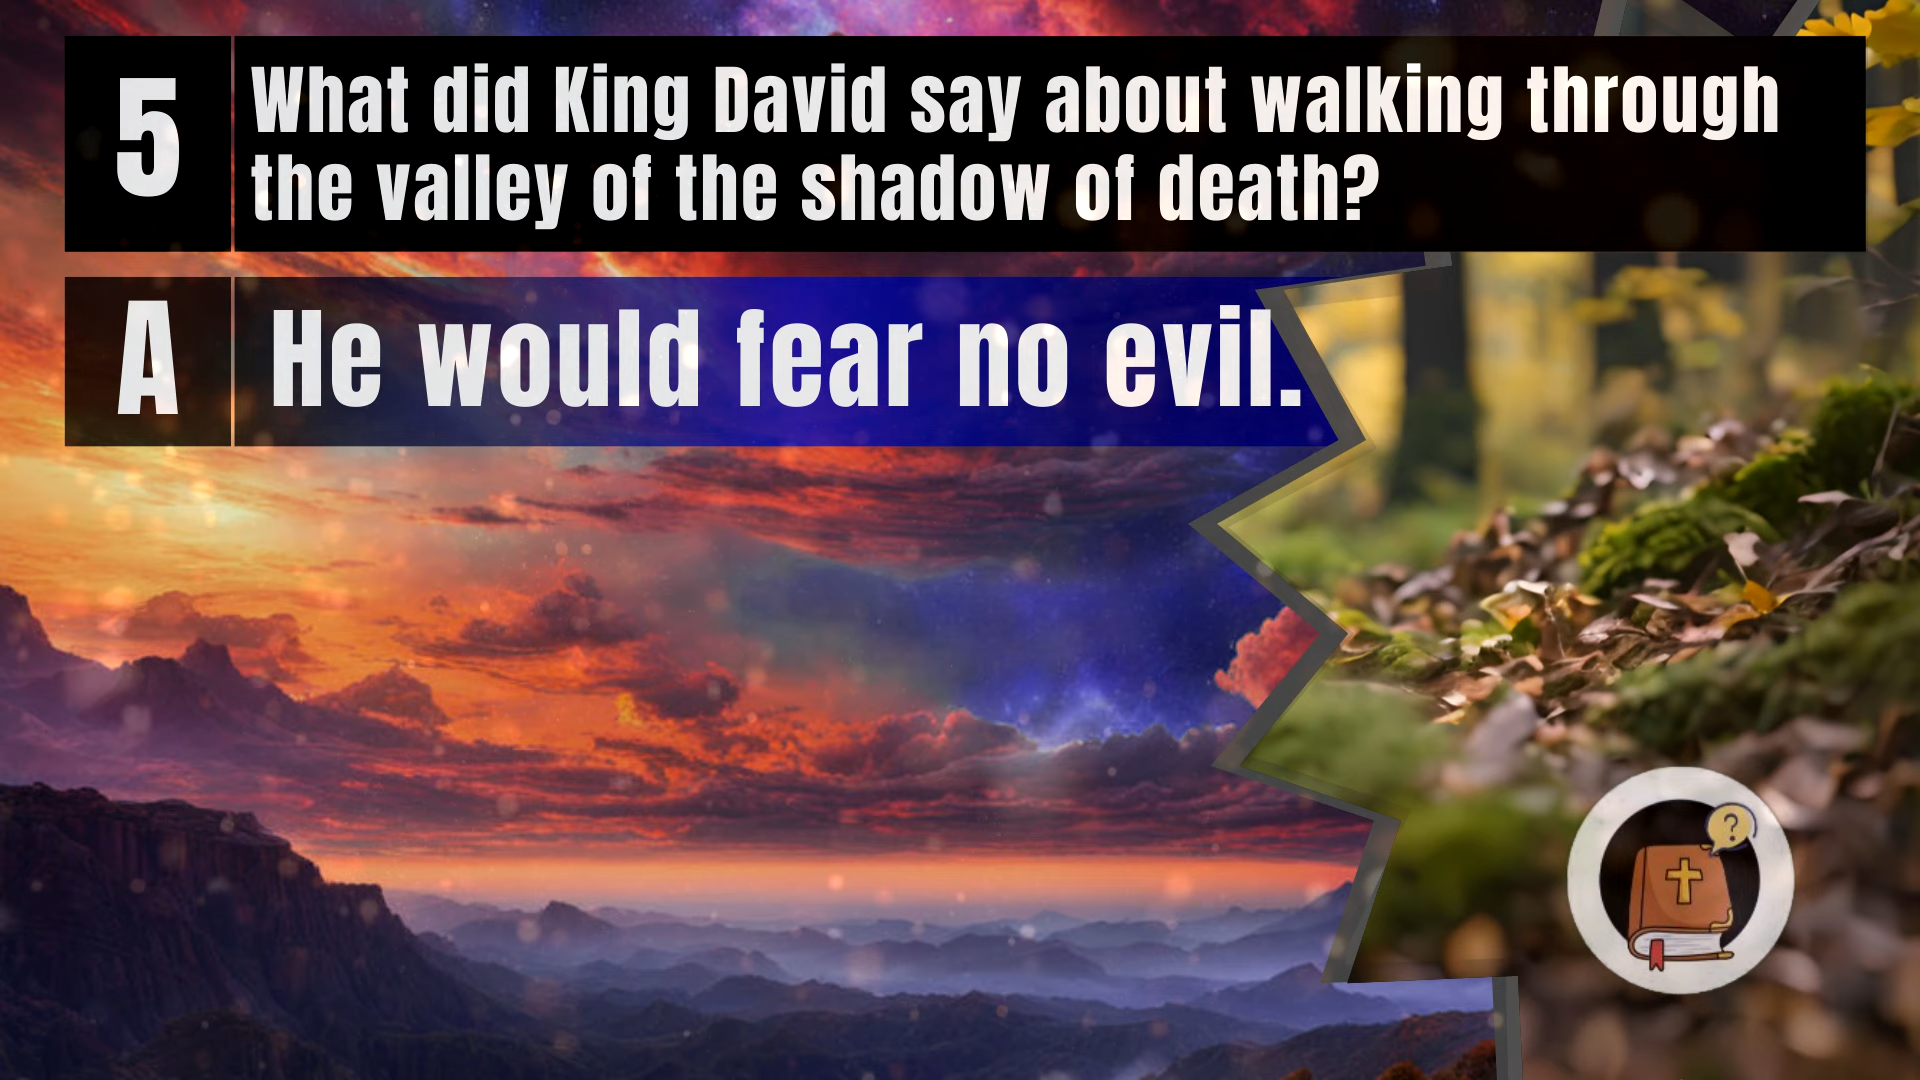 5
What did King David say about walking through
the valley of the shadow of death?
A
He would fear no evil.
?